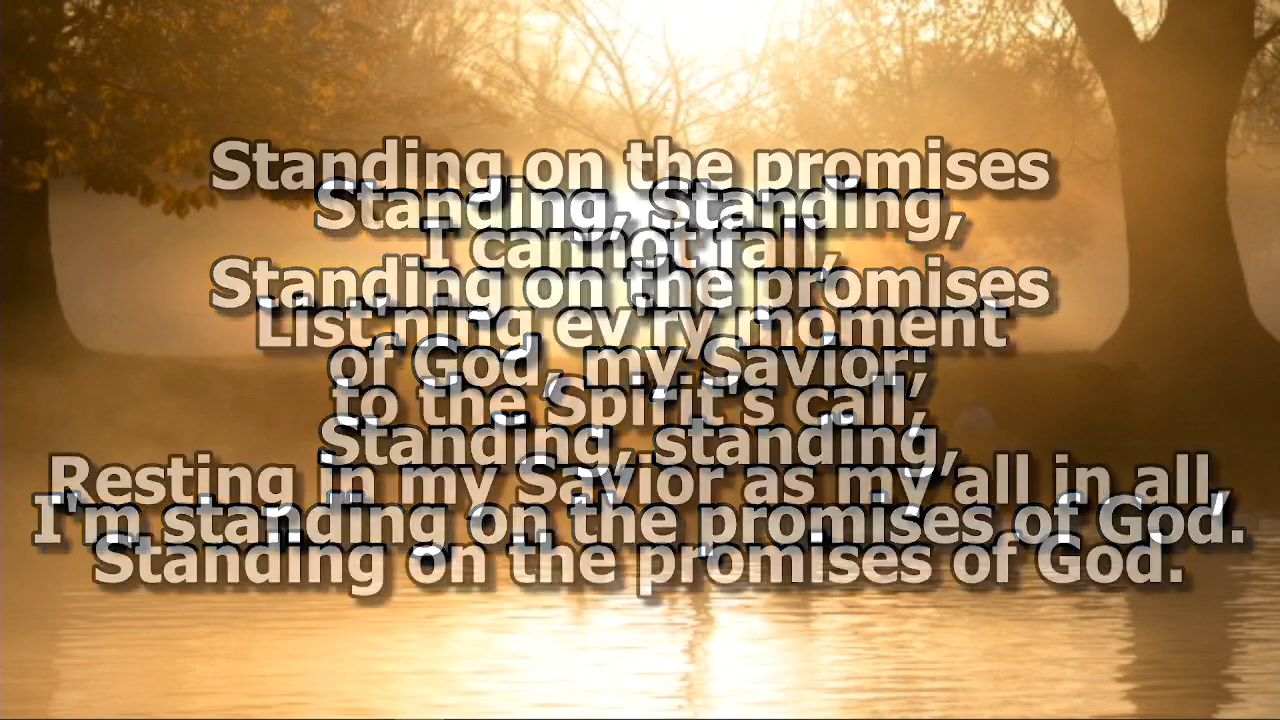 Standing on the promises
Standing, Standing,
I cannot fall,
Standing on the promises
List'ning ev'ry moment
of God, my Savior;
to the Spirit's call,
Standing, standing,
Resting in my Savior as my all in all,
I'm standing on the promises of God.
Standing on the promises of God.